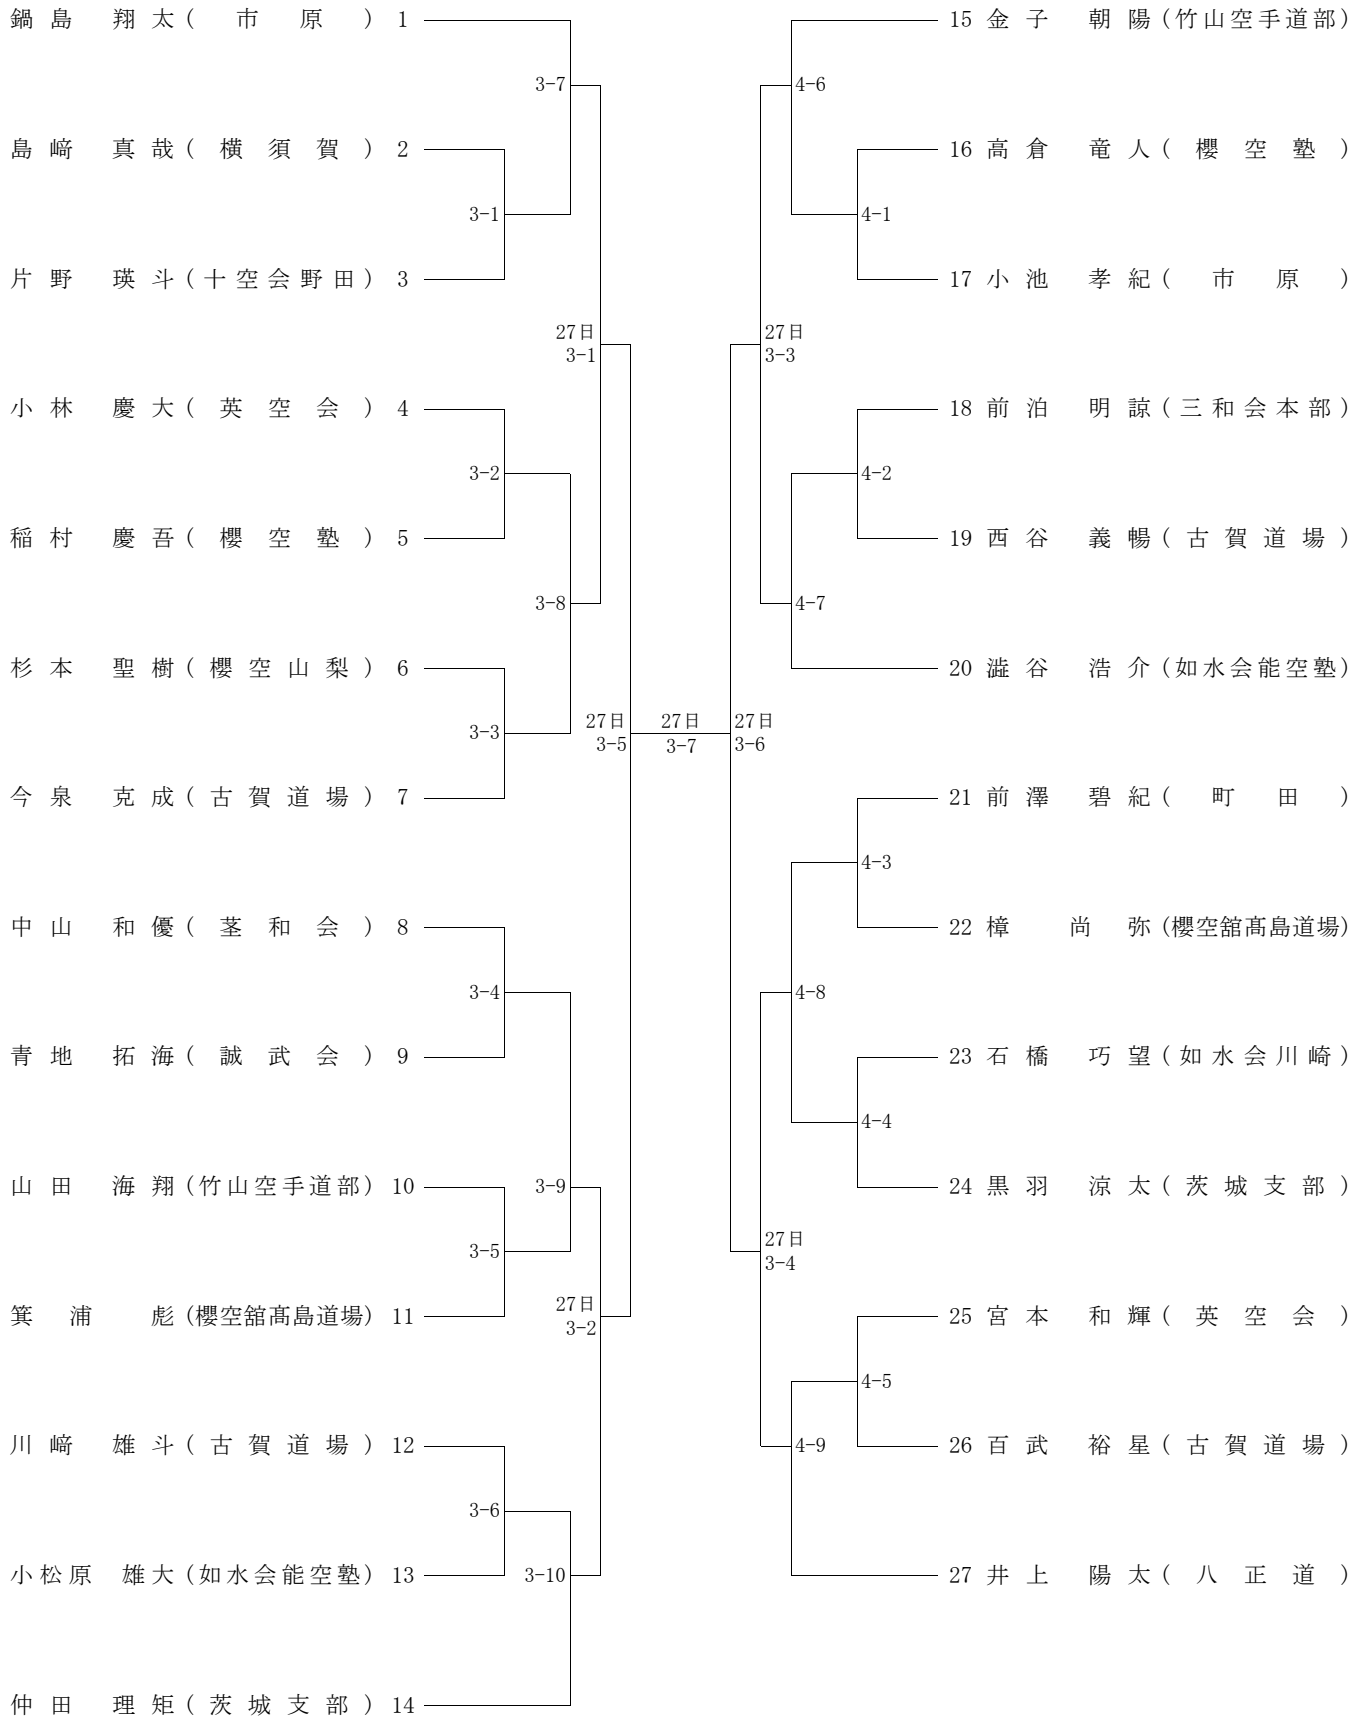 鍋島 翔太(市原) 1
3-7
島﨑 真哉(横須賀) 2
3-1
片野 瑛斗(十空会野田) 3
27日
3-1
小林 慶大(英空会) 4
3-2
稲村 慶吾(櫻空塾) 5
3-8
杉本 聖樹(櫻空山梨) 6
3-3
今泉 克成(古賀道場) 7
27日
3-5
中山 和優(茎和会) 8
3-4
青地 拓海(誠武会) 9
3-9
山田 海翔(竹山空手道部) 10
3-5
箕浦 彪(櫻空舘髙島道場) 11
27日
3-2
川﨑 雄斗(古賀道場) 12
3-6
小松原 雄大(如水会能空塾) 13
3-10
仲田 理矩(茨城支部) 14
27日
3-7
15 金子 朝陽(竹山空手道部)
4-6
16 高倉 竜人(櫻空塾)
4-1
17 小池 孝紀(市原)
27日
3-3
18 前泊 明諒(三和会本部)
4-2
19 西谷 義暢(古賀道場)
4-7
20 澁谷 浩介(如水会能空塾)
27日
3-6
21 前澤 碧紀(町田)
4-3
22 樟 尚弥(櫻空舘髙島道場)
4-8
23 石橋 巧望(如水会川崎)
4-4
24 黒羽 涼太(茨城支部)
27日
3-4
25 宮本 和輝(英空会)
4-5
26 百武 裕星(古賀道場)
4-9
27 井上 陽太(八正道)